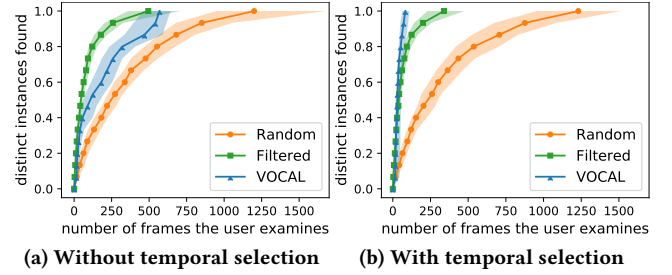 distinct instances found
1.0
0.8
0.6
0.4
0.2
0.0
Random
Filtered
VOCAL
0 250 500 750 1000 1250 1500
number of frames the user examines
(a) Without temporal selection
distinct instances found
1.0
0.8
0.6
0.4
0.2
0.0
Random
Filtered
VOCAL
0 250 500 750 1000 1250 1500
number of frames the user examines
(b) With temporal selection